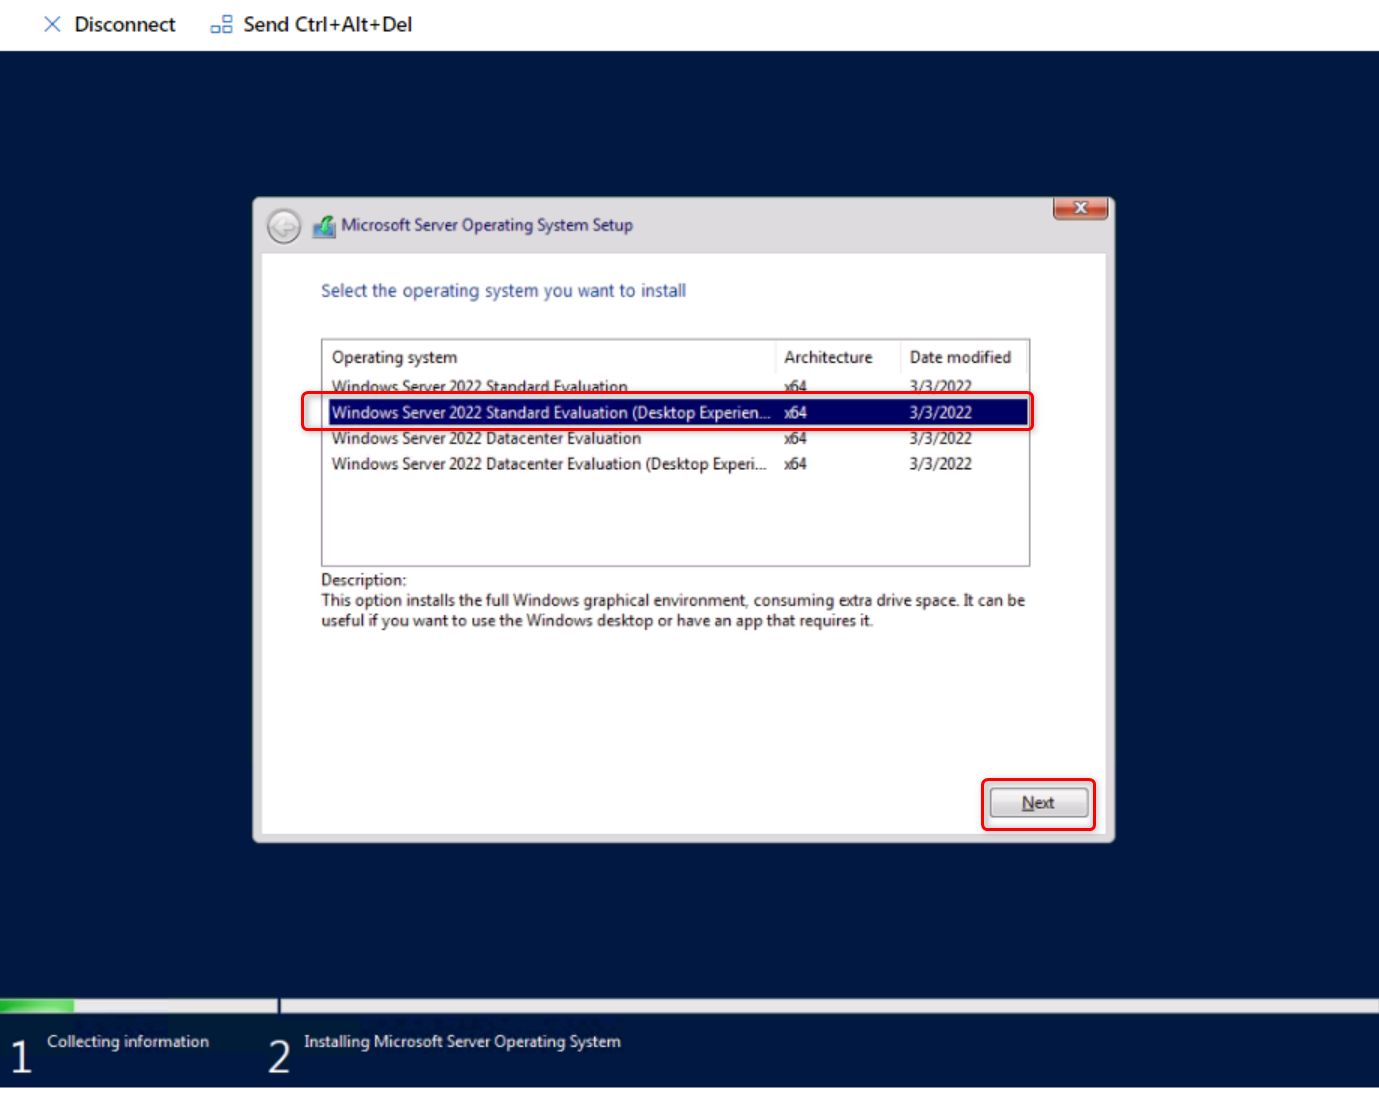 Disconnect Send Ctrl+Alt+Del
Microsoft Server Operating System Setup
Select the operating system you want to install
Operating system Architecture Date modified
Windows Server 2022 Standard Evaluation x64 3/3/2022
Windows Server 2022 Standard Evaluation (Desktop Experien... x64 3/3/2022
Windows Server 2022 Datacenter Evaluation x64 3/3/2022
Windows Server 2022 Datacenter Evaluation (Desktop Experi... x64 3/3/2022
Description:
This option installs the full Windows graphical environment, consuming extra drive space. It can be
useful if you want to use the Windows desktop or have an app that requires it.
Next
1 Collecting information 2 Installing Microsoft Server Operating System